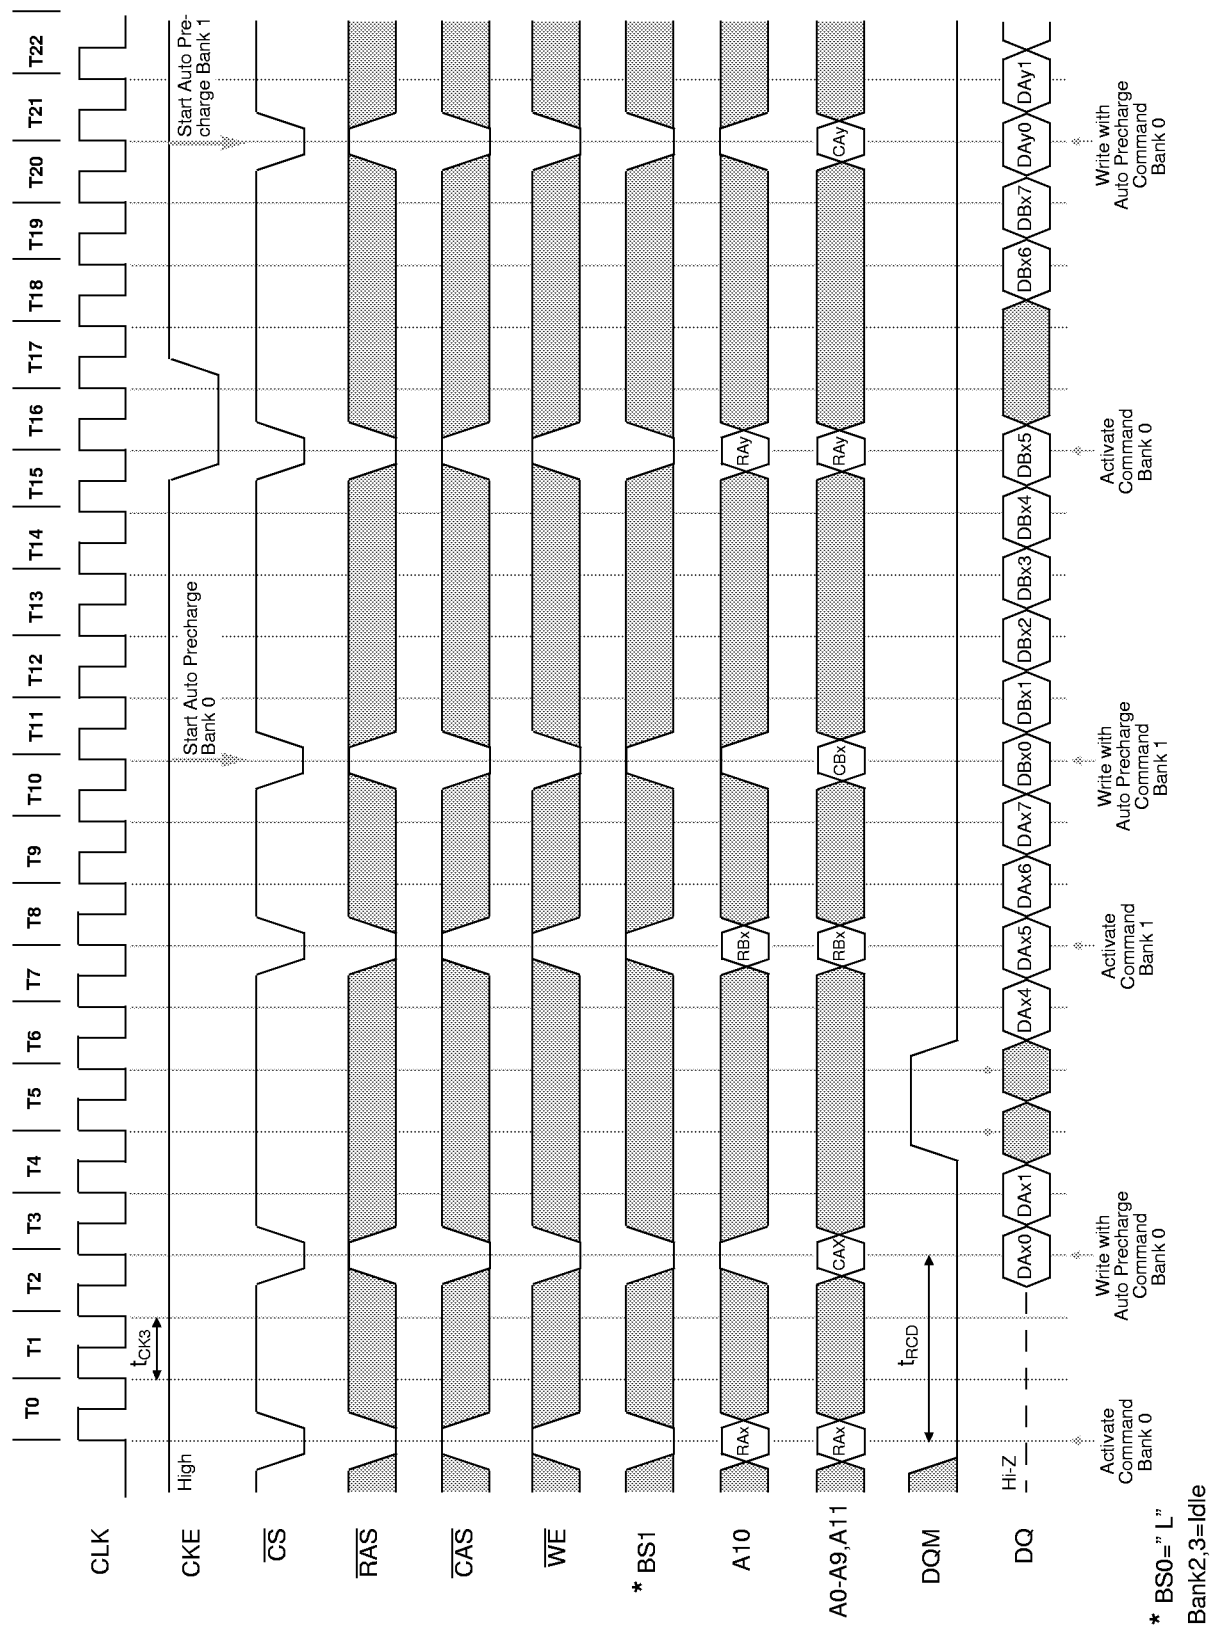 T0 T1 T2 T3 T4 T5 T6 T7 T8 T9 T10 T11 T12 T13 T14 T15 T16 T17 T18 T19 T20 T21 T22
CLK
tCK3
CKE
High
Start Auto Precharge
Bank 0
Start Auto Pre-
charge Bank 1
CS
RAS
CAS
WE
* BS1
A10
RAx
RBx
RAy
A0-A9,A11
RAx
CAX
RBx
CBx
RAy
CAy
DQM
tRCD
DQ
Hi-Z
DAx0 DAx1 DAx4 DAx5 DAx6 DAx7 DBx0 DBx1 DBx2 DBx3 DBx4 DBx5 DBx6 DBx7 DAy0 DAy1
Activate
Command
Bank 0
Write with
Auto Precharge
Command
Bank 0
Activate
Command
Bank 1
Write with
Auto Precharge
Command
Bank 1
Activate
Command
Bank 0
Write with
Auto Precharge
Command
Bank 0
* BS0=” L”
Bank2,3=Idle